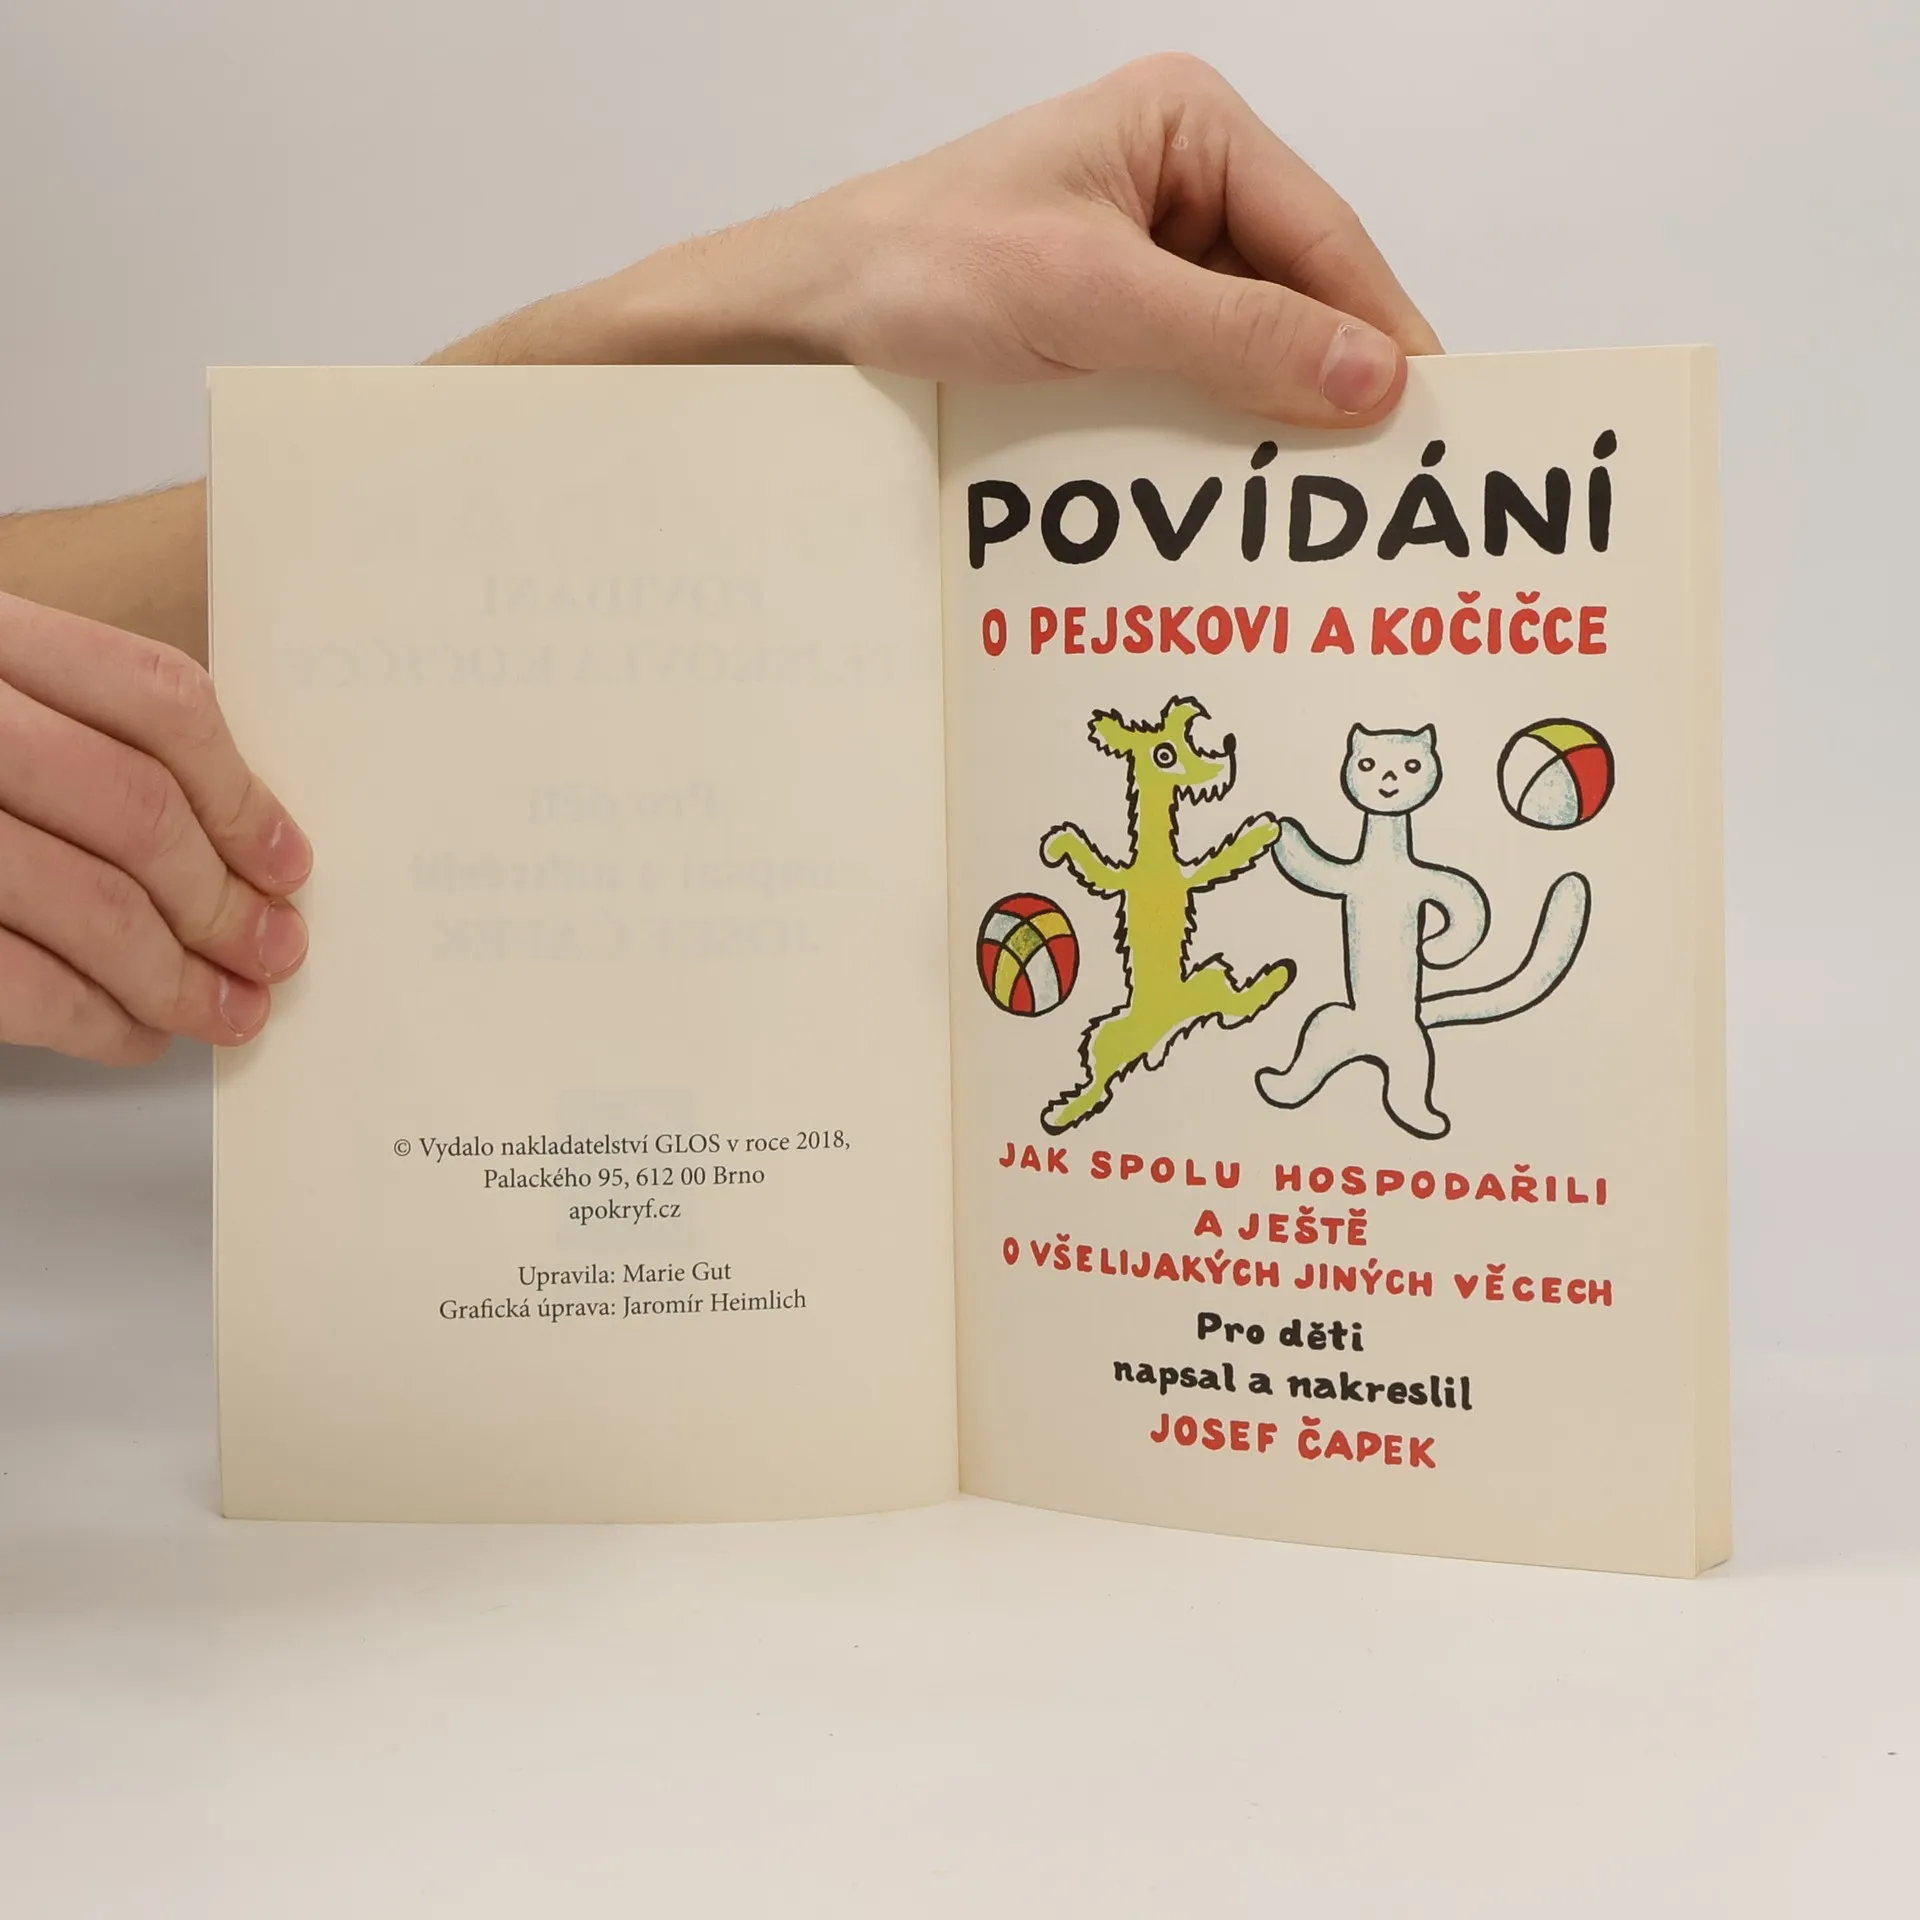 © Vydalo nakladatelství GLOS v roce 2018,
Palackého 95, 612 00 Brno
apokryf.cz
Upravila: Marie Gut
Grafická úprava: Jaromír Heimlich
POVÍDÁNÍ
O PEJSKOVI A KOČIČCE
JAK SPOLU HOSPODAŘILI
A JEŠTĚ
O VŠELIJAKÝCH JINÝCH VĚCECH
Pro děti
napsal a nakreslil
JOSEF ČAPEK